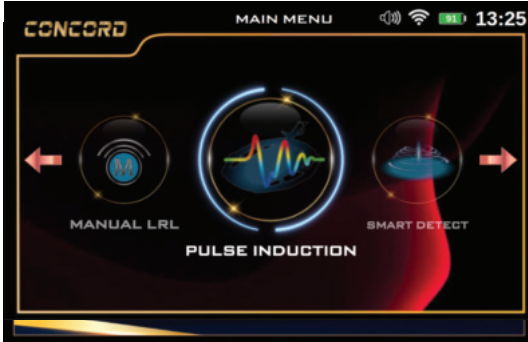 CONCORD
MAIN MENU
91
13:25
M
MANUAL LRL
PULSE INDUCTION
SMART DETECT